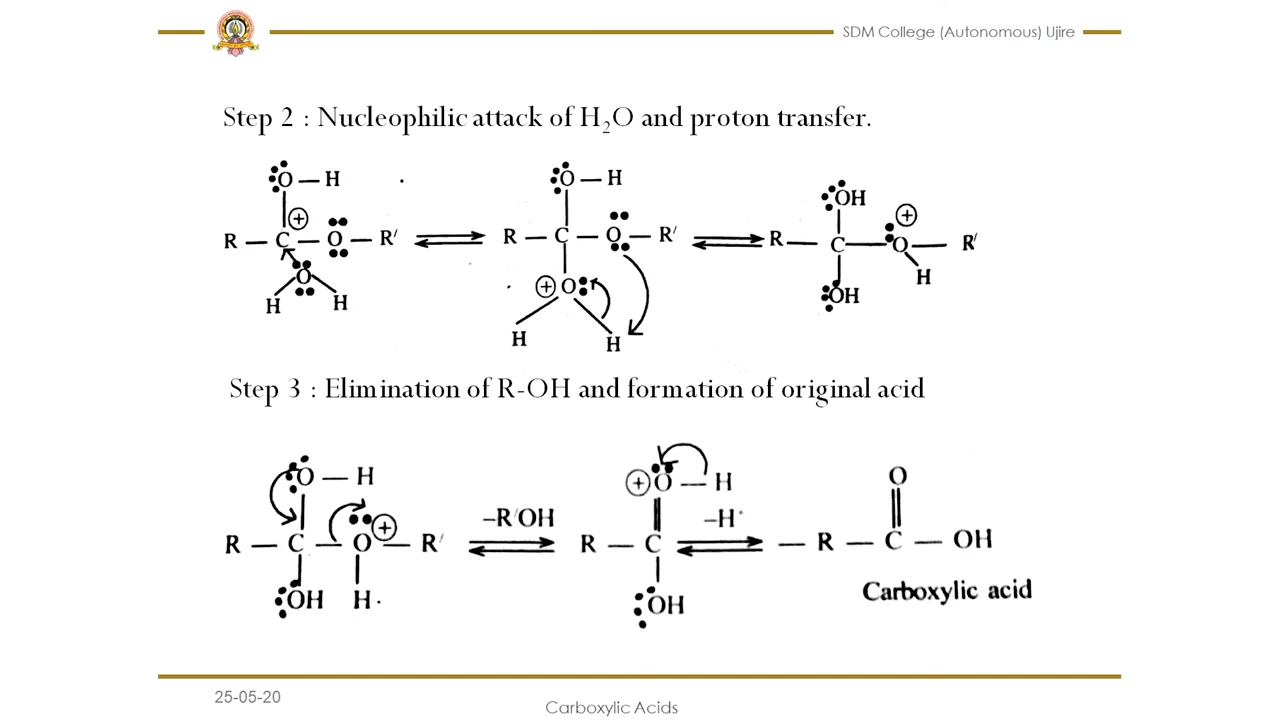 SDM College (Autonomous) Ujire
Step 2 : Nucleophilic attack of H₂O and proton transfer.
O — H
R — C — O — R′
⊕
O
H H
O — H
R — C — O — R′
⊕ O
H H
OH
⊕
R — C — O — R′
H
OH
Step 3 : Elimination of R-OH and formation of original acid
O — H
⊕
R — C — O — R′
OH H
–R′OH
⊕ O — H
R — C
OH
–H⁺
O
— R — C — OH
Carboxylic acid
25-05-20
Carboxylic Acids